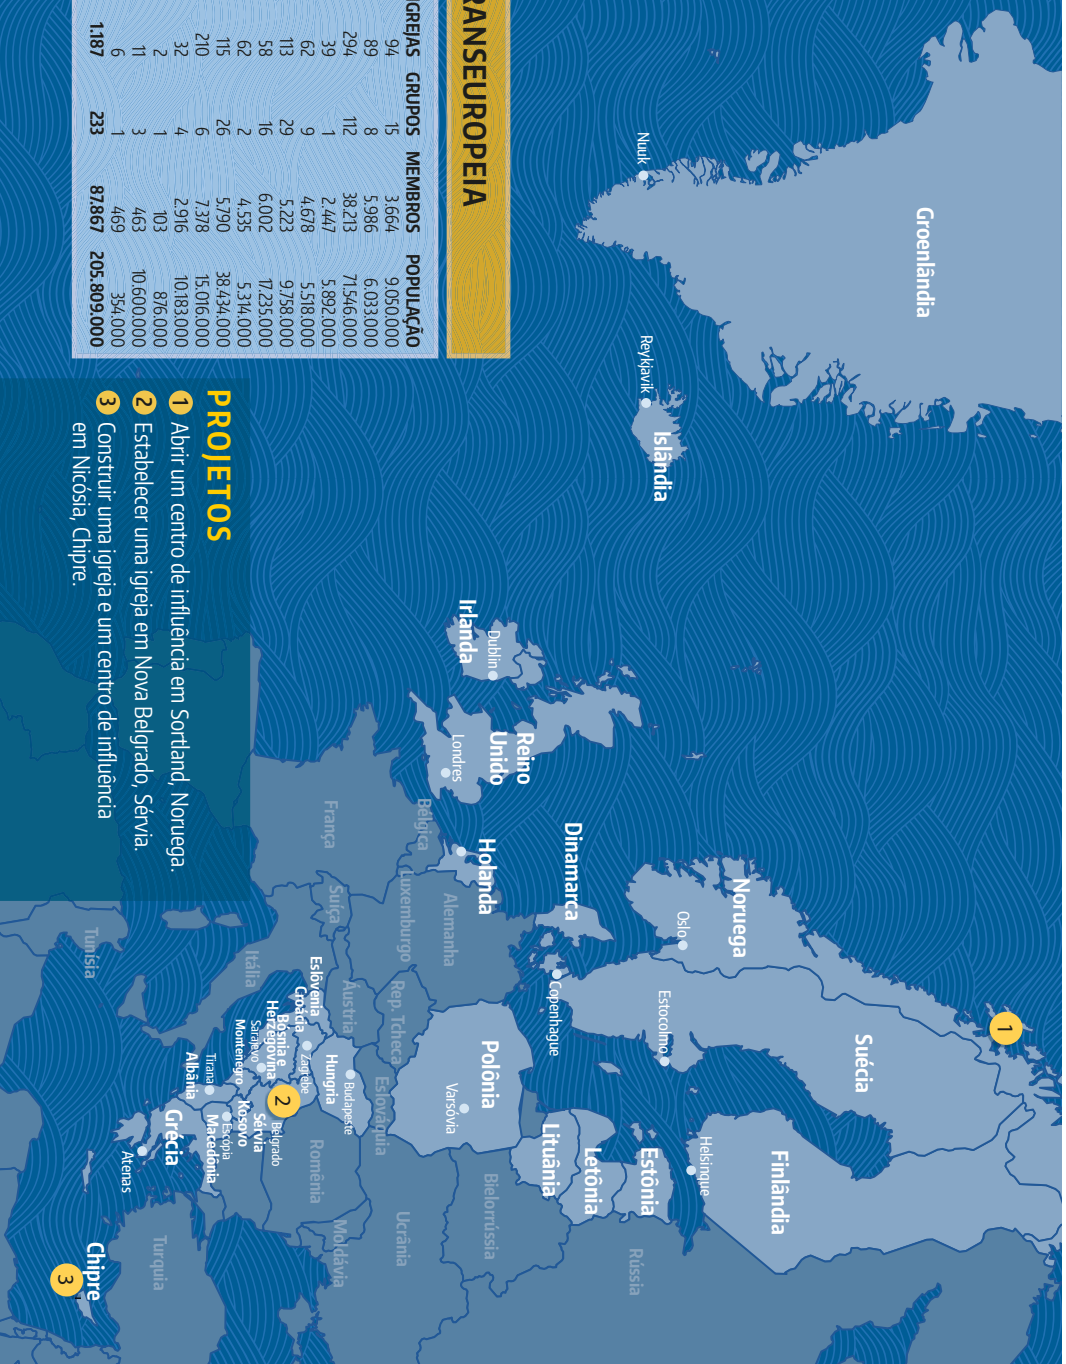 RANSEUROPEIA
IGREJAS GRUPOS MEMBROS POPULAÇÃO
94 15 3.664 9.050.000
89 8 5.986 6.033.000
294 112 38.213 71.546.000
39 1 2.447 5.892.000
62 9 4.678 5.518.000
113 29 5.223 9.758.000
58 16 6.002 17.235.000
62 2 4.535 5.314.000
115 26 5.790 38.434.000
210 6 7.378 15.016.000
32 4 2.916 10.183.000
2 1 103 876.000
11 3 463 10.600.000
6 1 469 354.000
1.187 233 87.867 205.809.000
PROJETOS
1 Abrir um centro de influência em Sortland, Noruega.
2 Estabelecer uma igreja em Nova Belgrado, Sérvia.
3 Construir uma igreja e um centro de influência
em Nicósia, Chipre.
Groenlândia
Nuuk
Reykjavik
Islândia
Irlanda
Dublin
Reino
Unido
Londres
Holanda
Dinamarca
Copenhague
Noruega
Oslo
1
Suécia
Estocolmo
Finlândia
Helsinque
Estônia
Letônia
Lituânia
Polônia
Varsóvia
Bielorrússia
Rússia
Ucrânia
Moldávia
Romênia
Eslováquia
Rep. Tcheca
Alemanha
Luxemburgo
Bélgica
França
Suíça
Áustria
Itália
Tunísia
Hungria
Budapeste
Eslovênia
Croácia
Zagrebe
Bósnia e
Herzegovina
Sarajevo
Montenegro
2
Belgrado
Sérvia
Kosovo
Escópia
Macedônia
Tirana
Albânia
Grécia
Atenas
Turquia
Chipre
3